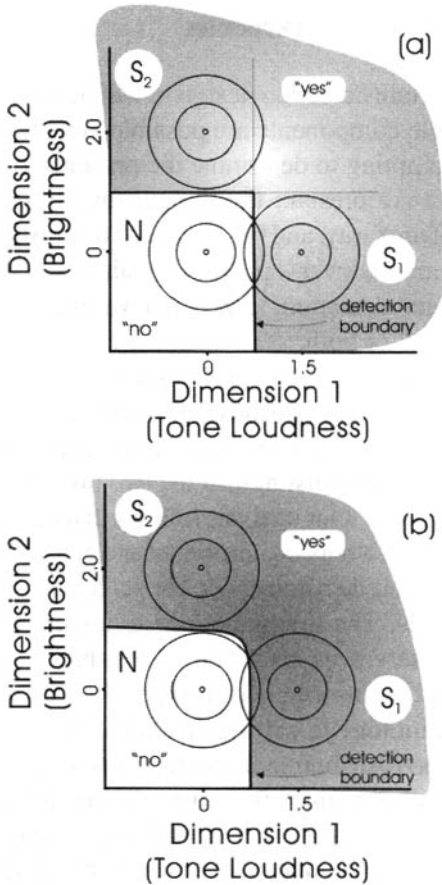 (a)
S2
"yes"
2.0
Dimension 2
(Brightness)
N
0
S1
"no"
detection
boundary
0
1.5
Dimension 1
(Tone Loudness)
(b)
S2
"yes"
2.0
Dimension 2
(Brightness)
N
0
S1
"no"
detection
boundary
0
1.5
Dimension 1
(Tone Loudness)